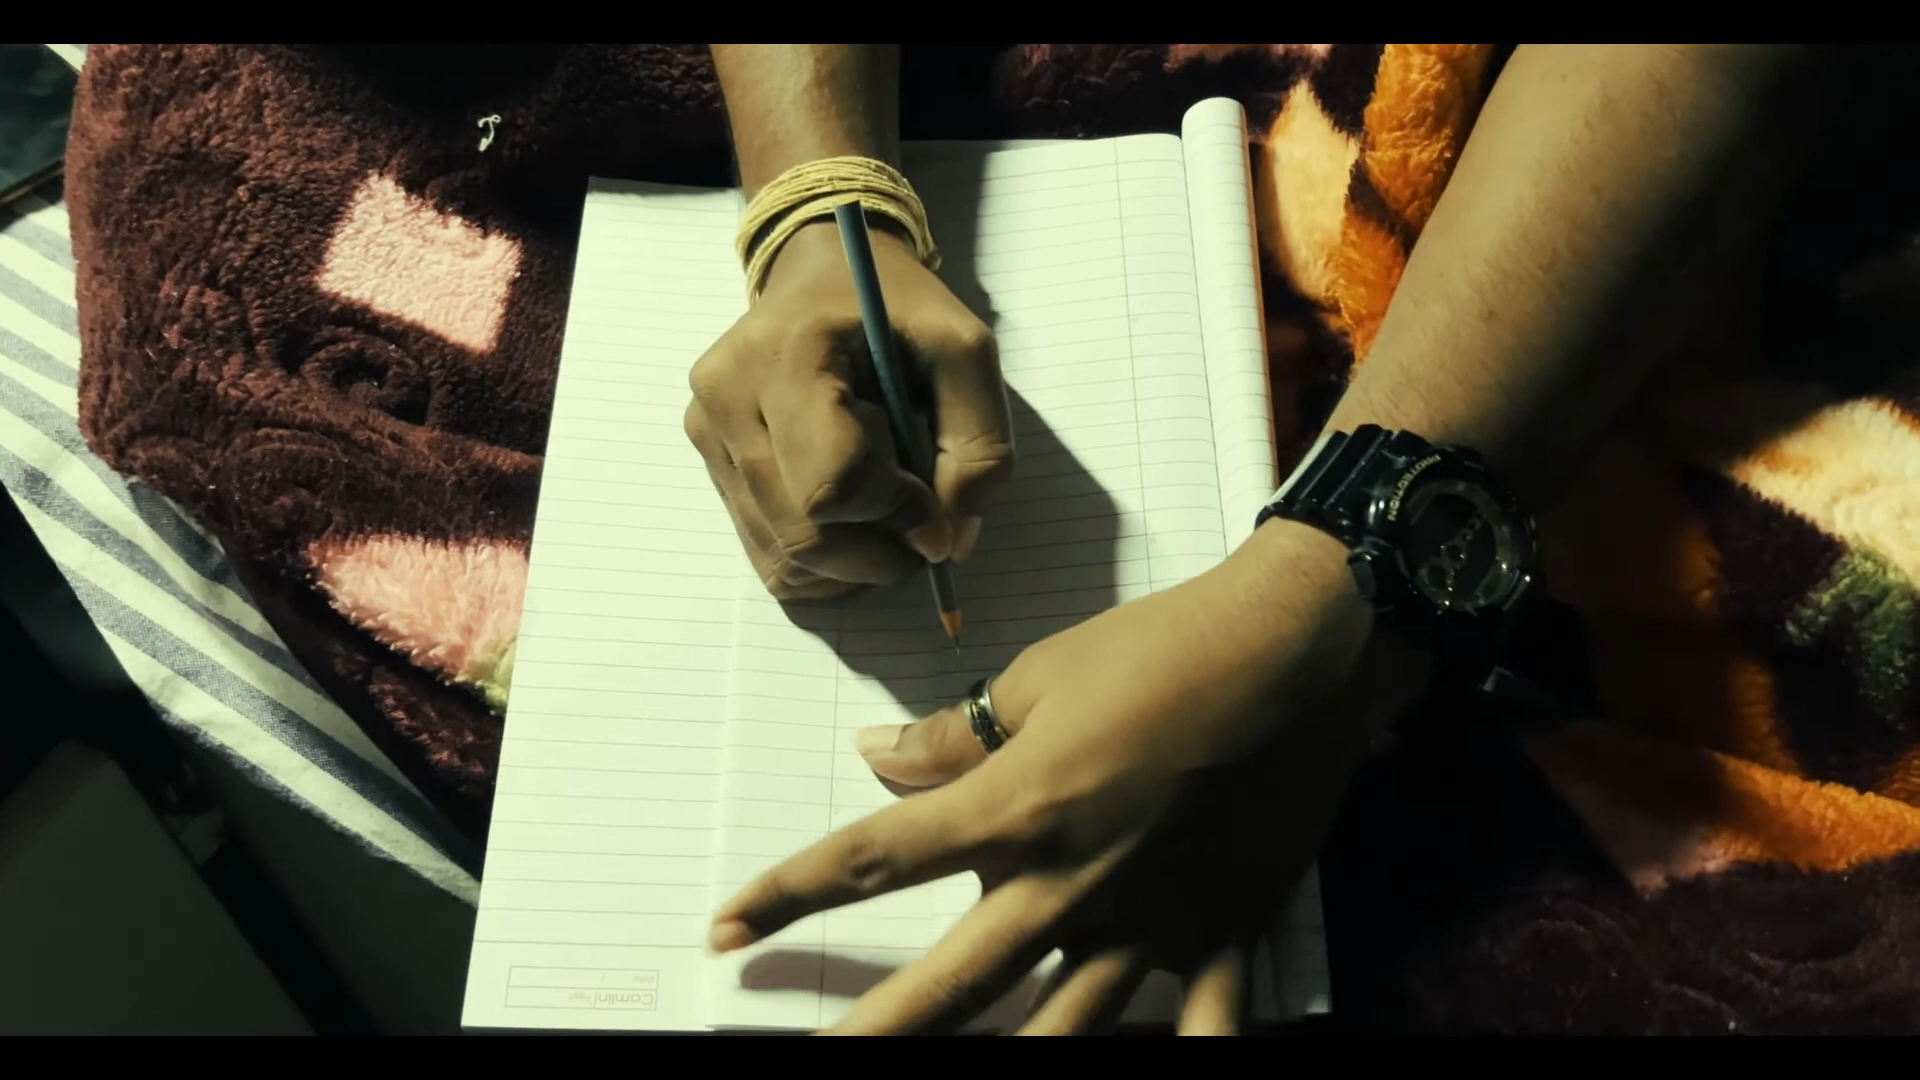 PROTECTION
Camlin Page
Date / /